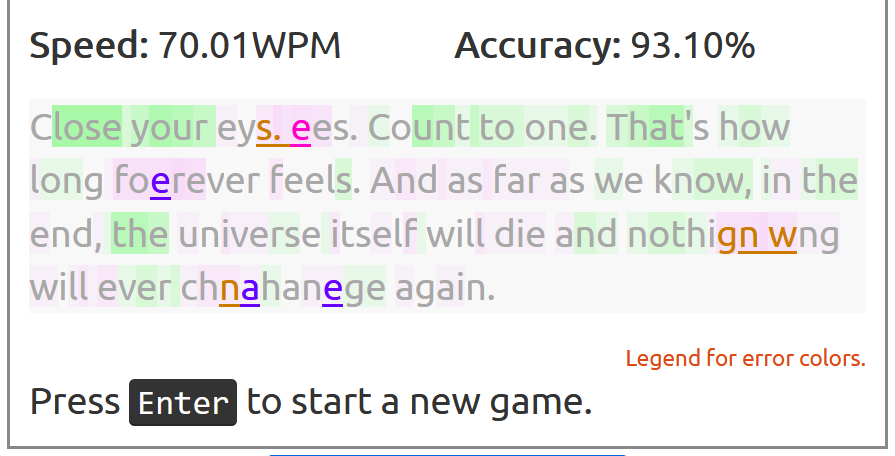 Speed: 70.01WPM Accuracy: 93.10%
Close your eys. ees. Count to one. That's how
long foerever feels. And as far as we know, in the
end, the universe itself will die and nothign wng
will ever chnahanege again.
Legend for error colors.
Press Enter to start a new game.